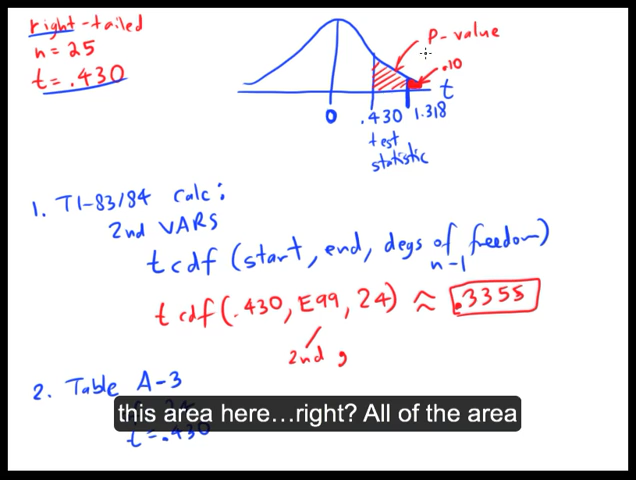 right-tailed
n = 25
t = .430
P-value
.10
t
0
.430
1.318
test
statistic
1. TI-83/84 Calc:
2nd VARS
tcdf (start, end, degs of freedom)
n-1
tcdf(.430, E99, 24) ≈ .3355
2nd ,
2. Table A-3
this area here…right? All of the area
t = .430